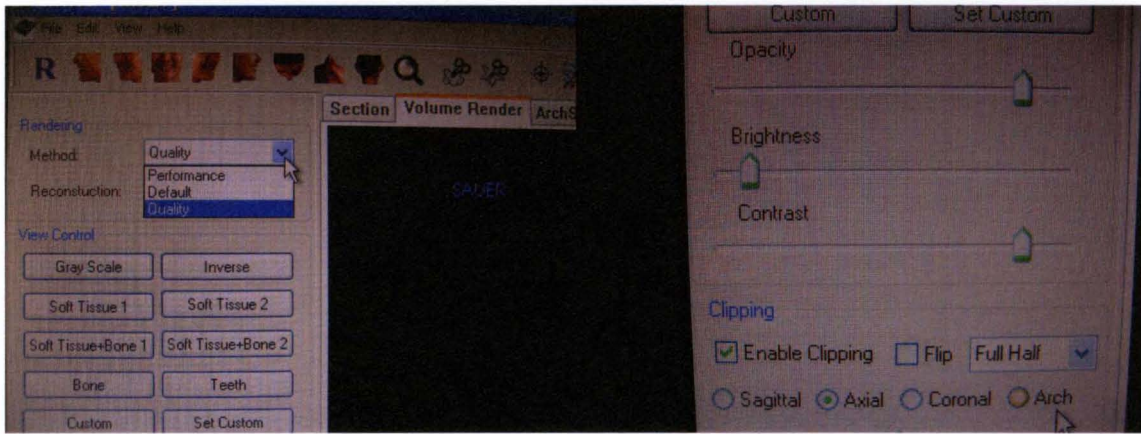 File Edit View Help
R
Section Volume Render
Rendering
Method: Quality
Performance
Reconstuction: Default
Quality
SAUER
View Control
Gray Scale Inverse
Soft Tissue 1 Soft Tissue 2
Soft Tissue+Bone 1 Soft Tissue+Bone 2
Bone Teeth
Custom Set Custom
Custom Set Custom
Opacity
Brightness
Contrast
Clipping
Enable Clipping Flip Full Half
Sagittal Axial Coronal Arch